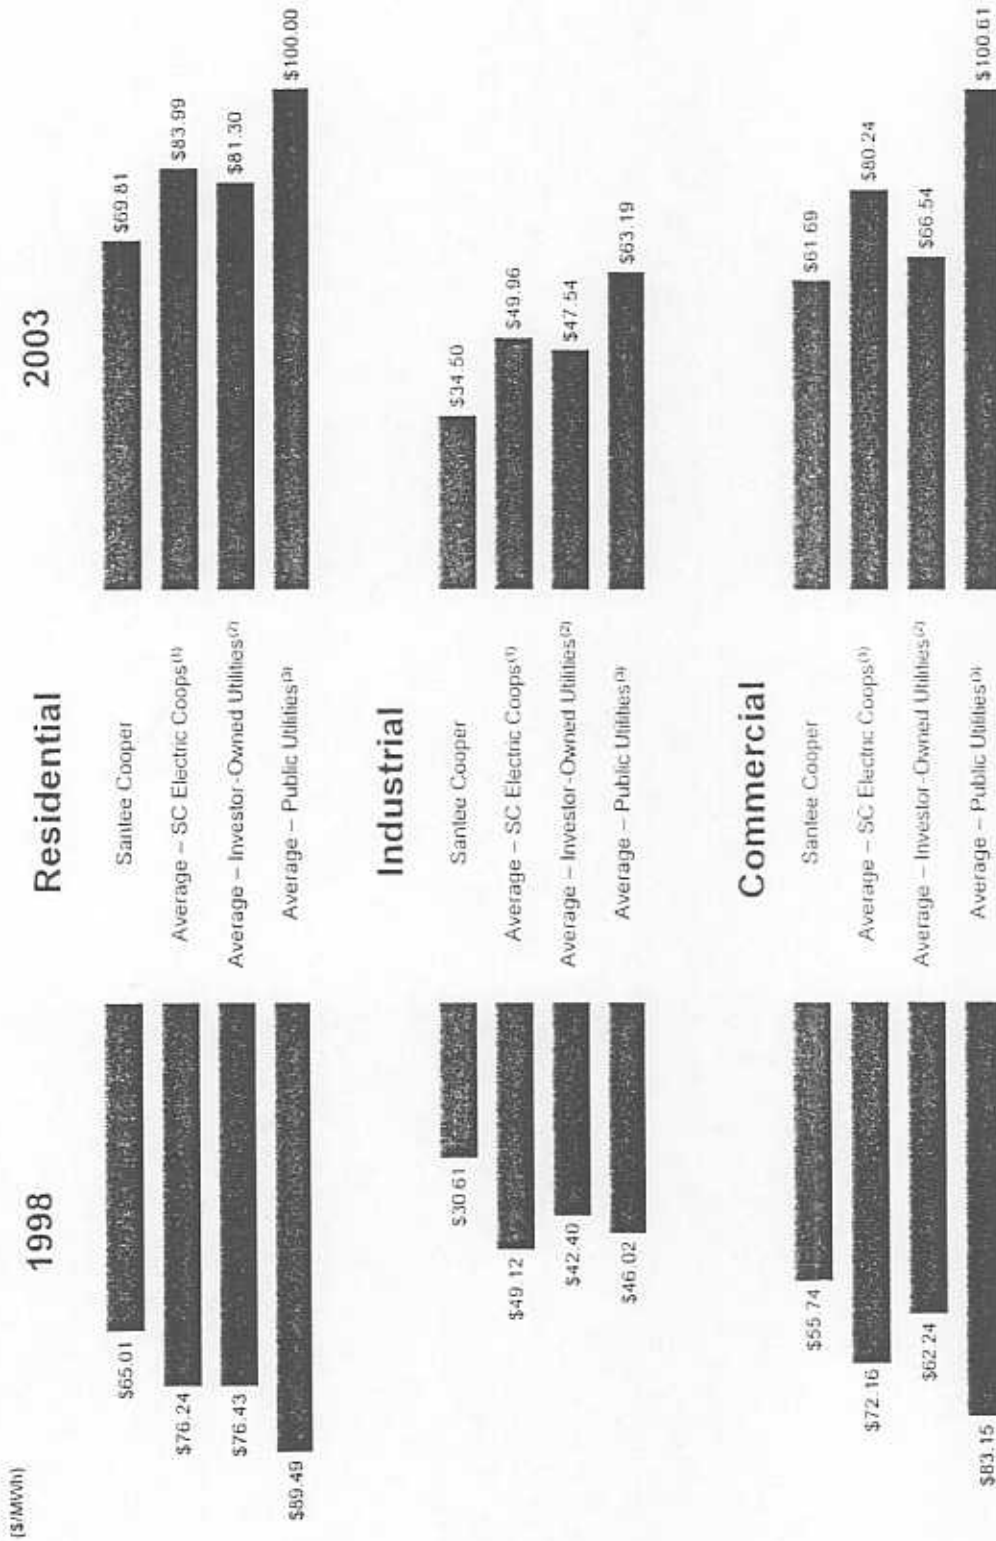 ($/MWh)
1998
2003
Residential
$65.01
Santee Cooper
$69.81
$76.24
Average – SC Electric Coops(1)
$83.99
$76.43
Average – Investor-Owned Utilities(2)
$81.30
$89.49
Average – Public Utilities(3)
$100.00
Industrial
$30.61
Santee Cooper
$34.50
$49.12
Average – SC Electric Coops(1)
$49.96
$42.40
Average – Investor-Owned Utilities(2)
$47.54
$46.02
Average – Public Utilities(3)
$63.19
Commercial
$55.74
Santee Cooper
$61.69
$72.16
Average – SC Electric Coops(1)
$80.24
$62.24
Average – Investor-Owned Utilities(2)
$66.54
$83.15
Average – Public Utilities(3)
$100.61